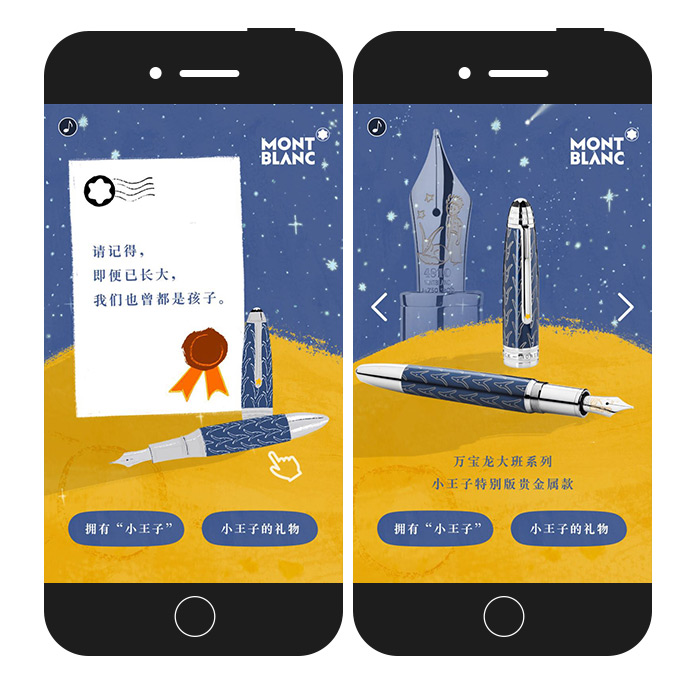 MONT
BLANC
请记得，
即便已长大，
我们也曾都是孩子。
拥有“小王子”
小王子的礼物
MONT
BLANC
4810
万宝龙大班系列
小王子特别版贵金属款
拥有“小王子”
小王子的礼物